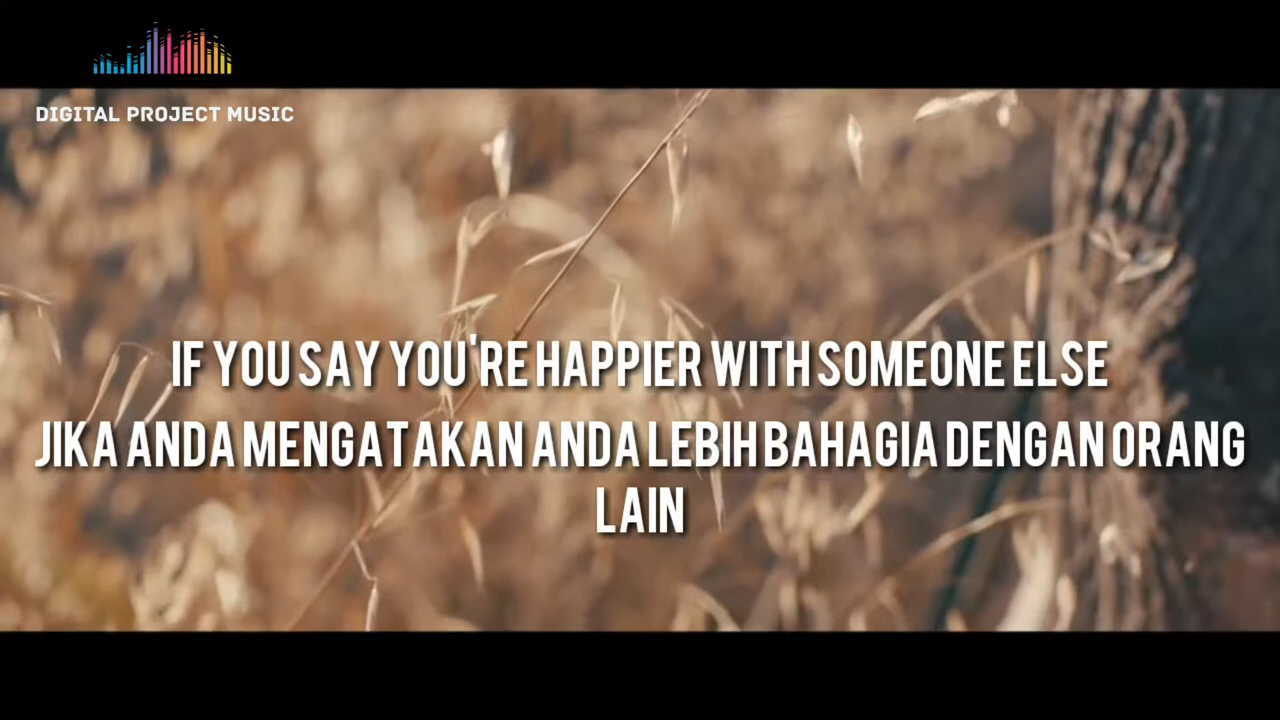 DIGITAL PROJECT MUSIC
IF YOU SAY YOU'RE HAPPIER WITH SOMEONE ELSE
JIKA ANDA MENGATAKAN ANDA LEBIH BAHAGIA DENGAN ORANG
LAIN